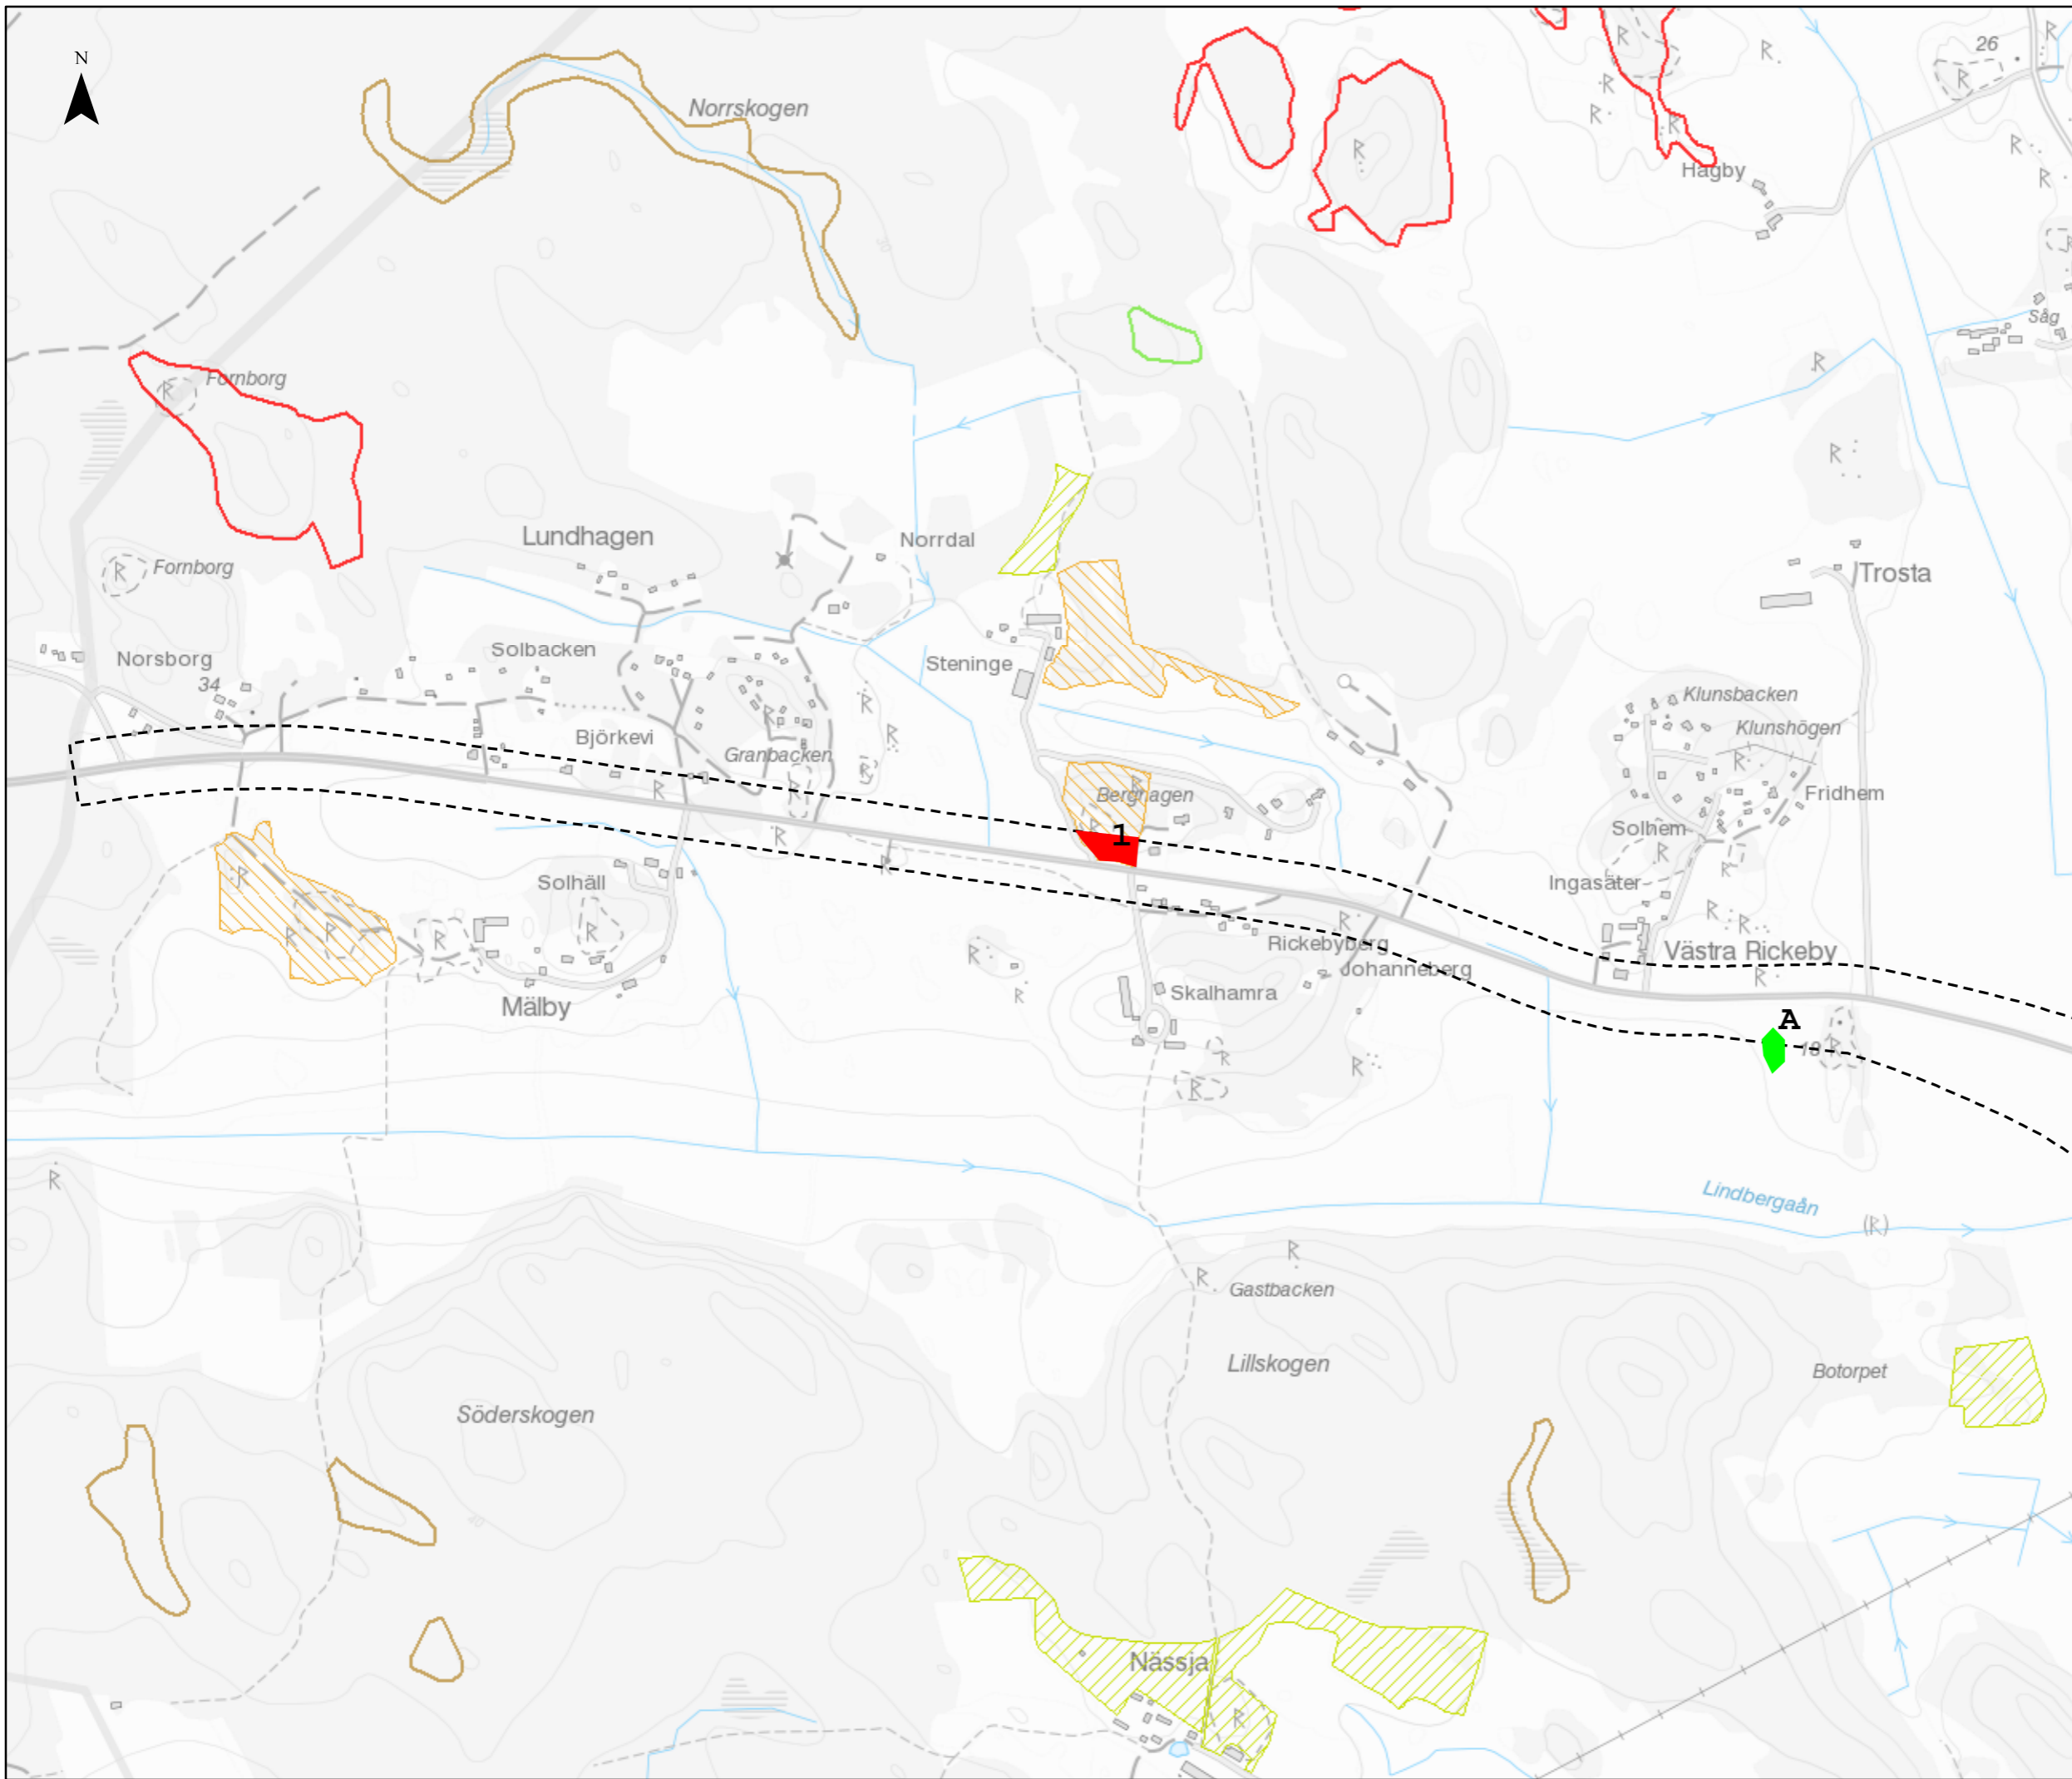 N
26
Norrskogen
Hagby
Såg
Fornborg
30
Lundhagen
Norrdal
Fornborg
Trosta
Solbacken
Norsborg
34
Steninge
Klunsbacken
Klunshögen
Björkevi
Granbacken
Berghagen
Fridhem
1
Solhem
Solhäll
Ingasäter
Rickebyberg
Västra Rickeby
Johanneberg
Skalhamra
Mälby
A
Lindbergaån
(R)
Gastbacken
Lillskogen
Botorpet
Söderskogen
Nässja